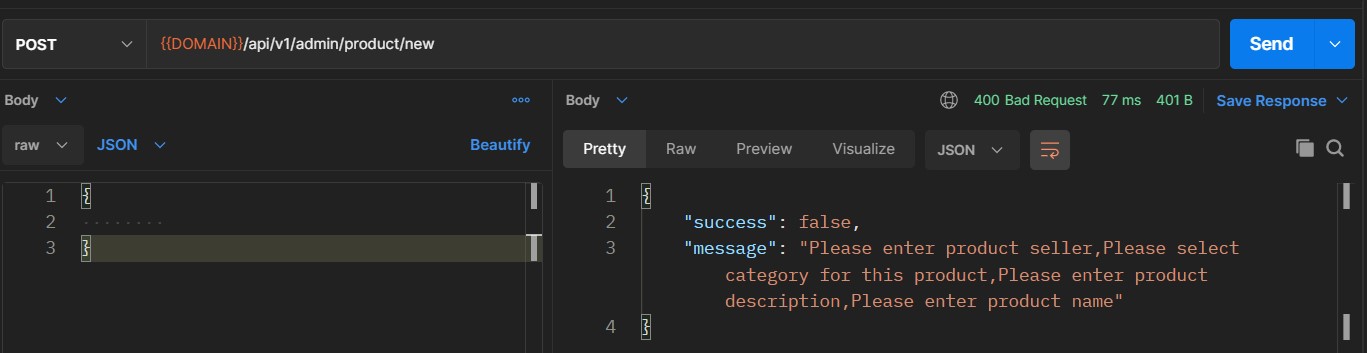 POST {{DOMAIN}}/api/v1/admin/product/new Send
Body Body 400 Bad Request 77 ms 401 B Save Response
raw JSON Beautify Pretty Raw Preview Visualize JSON
1 {
2
3 }
1 {
2 "success": false,
3 "message": "Please enter product seller,Please select
category for this product,Please enter product
description,Please enter product name"
4 }